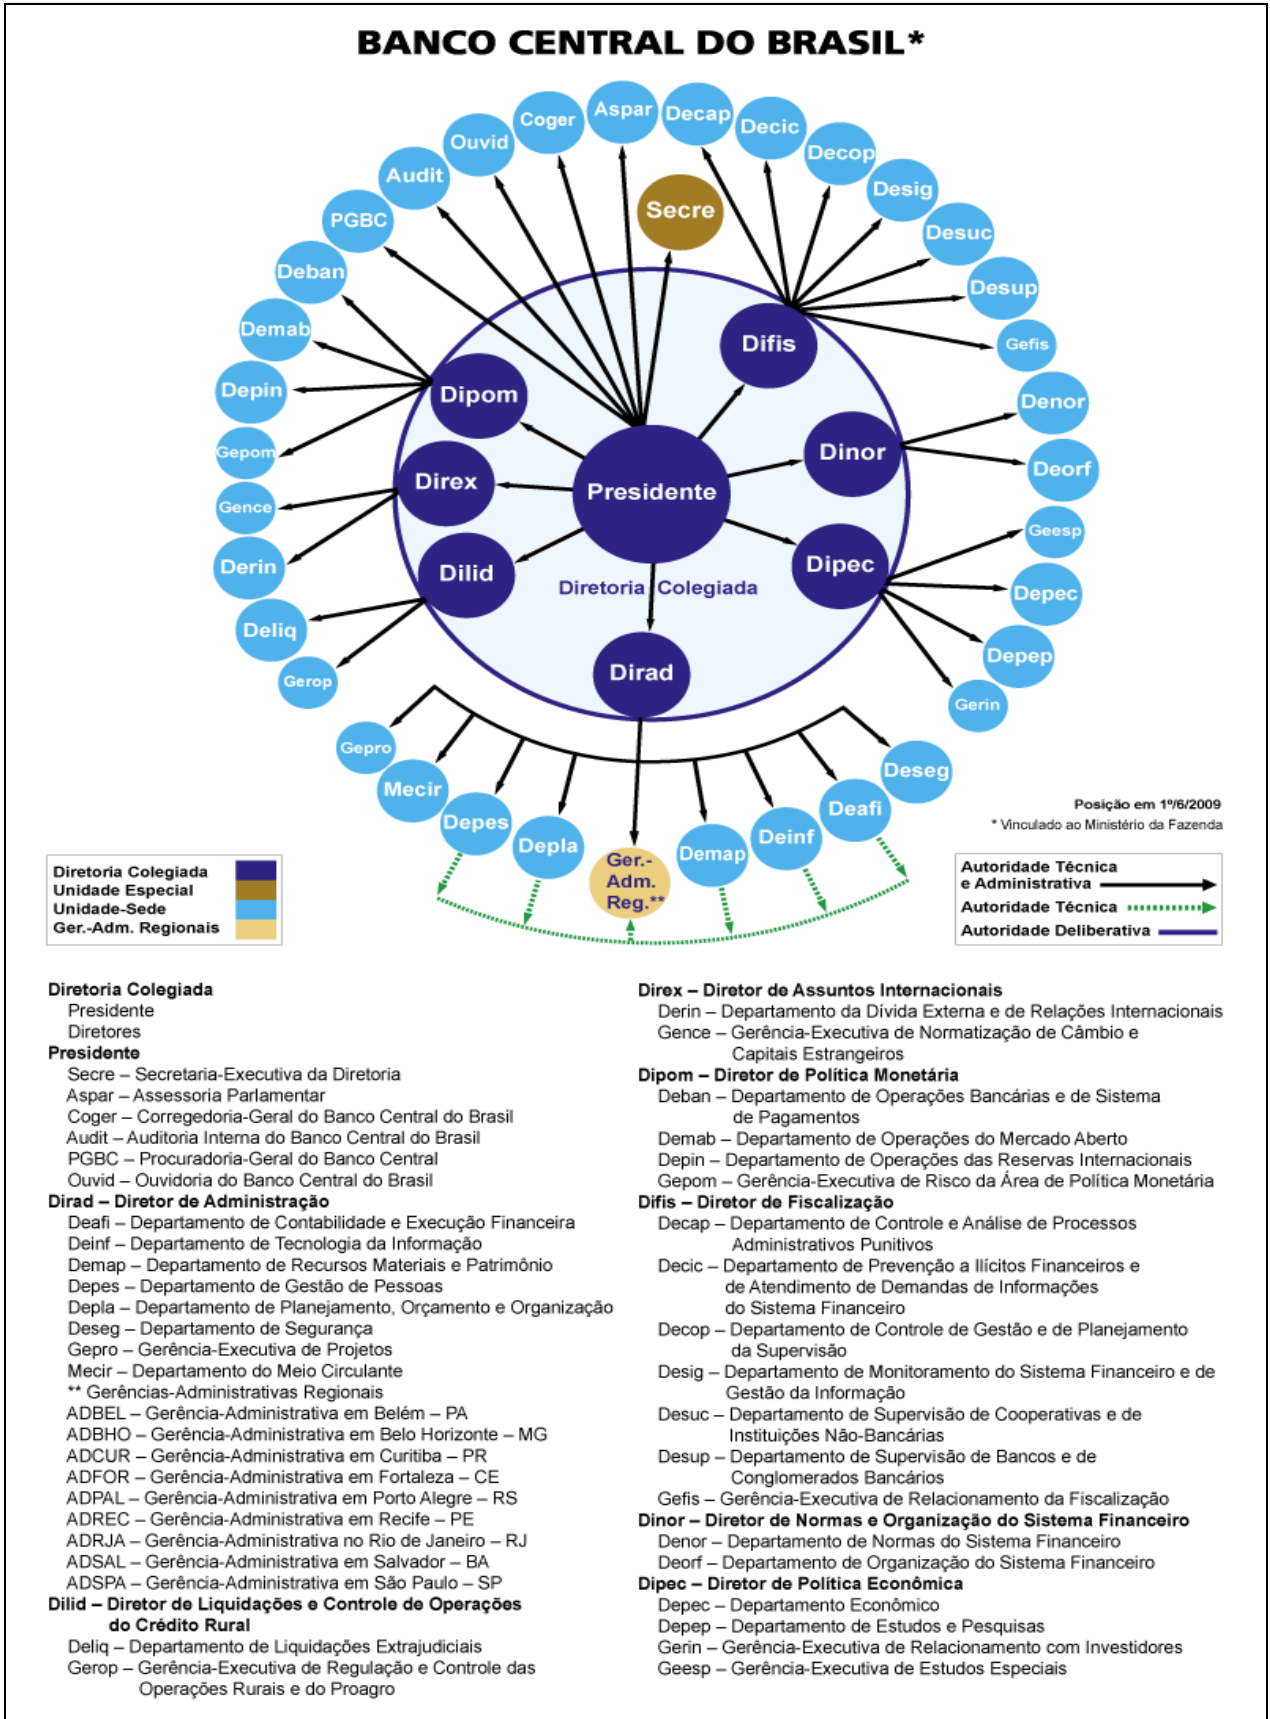 BANCO CENTRAL DO BRASIL*
Aspar
Decap
Coger
Decic
Ouvid
Decop
Audit
Desig
PGBC
Secre
Desuc
Deban
Desup
Demab
Difis
Gefis
Depin
Dipom
Denor
Gepom
Dinor
Deorf
Direx
Presidente
Gence
Geesp
Derin
Dilid
Dipec
Depec
Diretoria Colegiada
Deliq
Depep
Dirad
Gerop
Gerin
Gepro
Deseg
Mecir
Deafi
Depes
Deinf
Depla
Demap
Ger.-
Adm.
Reg.**
Posição em 1º/6/2009
* Vinculado ao Ministério da Fazenda
Diretoria Colegiada
Unidade Especial
Unidade-Sede
Ger.-Adm. Regionais
Autoridade Técnica
e Administrativa
Autoridade Técnica
Autoridade Deliberativa
Diretoria Colegiada
Presidente
Diretores
Presidente
Secre – Secretaria-Executiva da Diretoria
Aspar – Assessoria Parlamentar
Coger – Corregedoria-Geral do Banco Central do Brasil
Audit – Auditoria Interna do Banco Central do Brasil
PGBC – Procuradoria-Geral do Banco Central
Ouvid – Ouvidoria do Banco Central do Brasil
Dirad – Diretor de Administração
Deafi – Departamento de Contabilidade e Execução Financeira
Deinf – Departamento de Tecnologia da Informação
Demap – Departamento de Recursos Materiais e Patrimônio
Depes – Departamento de Gestão de Pessoas
Depla – Departamento de Planejamento, Orçamento e Organização
Deseg – Departamento de Segurança
Gepro – Gerência-Executiva de Projetos
Mecir – Departamento do Meio Circulante
** Gerências-Administrativas Regionais
ADBEL – Gerência-Administrativa em Belém – PA
ADBHO – Gerência-Administrativa em Belo Horizonte – MG
ADCUR – Gerência-Administrativa em Curitiba – PR
ADFOR – Gerência-Administrativa em Fortaleza – CE
ADPAL – Gerência-Administrativa em Porto Alegre – RS
ADREC – Gerência-Administrativa em Recife – PE
ADRJA – Gerência-Administrativa no Rio de Janeiro – RJ
ADSAL – Gerência-Administrativa em Salvador – BA
ADSPA – Gerência-Administrativa em São Paulo – SP
Dilid – Diretor de Liquidações e Controle de Operações
do Crédito Rural
Deliq – Departamento de Liquidações Extrajudiciais
Gerop – Gerência-Executiva de Regulação e Controle das
Operações Rurais e do Proagro
Direx – Diretor de Assuntos Internacionais
Derin – Departamento da Dívida Externa e de Relações Internacionais
Gence – Gerência-Executiva de Normatização de Câmbio e
Capitais Estrangeiros
Dipom – Diretor de Política Monetária
Deban – Departamento de Operações Bancárias e de Sistema
de Pagamentos
Demab – Departamento de Operações do Mercado Aberto
Depin – Departamento de Operações das Reservas Internacionais
Gepom – Gerência-Executiva de Risco da Área de Política Monetária
Difis – Diretor de Fiscalização
Decap – Departamento de Controle e Análise de Processos
Administrativos Punitivos
Decic – Departamento de Prevenção a Ilícitos Financeiros e
de Atendimento de Demandas de Informações
do Sistema Financeiro
Decop – Departamento de Controle de Gestão e de Planejamento
da Supervisão
Desig – Departamento de Monitoramento do Sistema Financeiro e de
Gestão da Informação
Desuc – Departamento de Supervisão de Cooperativas e de
Instituições Não-Bancárias
Desup – Departamento de Supervisão de Bancos e de
Conglomerados Bancários
Gefis – Gerência-Executiva de Relacionamento da Fiscalização
Dinor – Diretor de Normas e Organização do Sistema Financeiro
Denor – Departamento de Normas do Sistema Financeiro
Deorf – Departamento de Organização do Sistema Financeiro
Dipec – Diretor de Política Econômica
Depec – Departamento Econômico
Depep – Departamento de Estudos e Pesquisas
Gerin – Gerência-Executiva de Relacionamento com Investidores
Geesp – Gerência-Executiva de Estudos Especiais